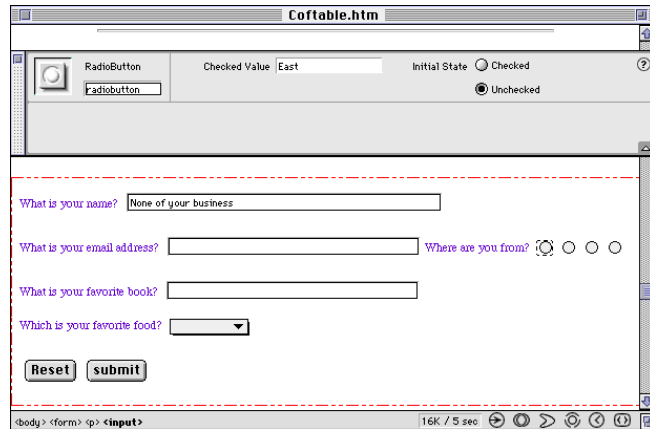 Coftable.htm
RadioButton
radiobutton
Checked Value East
Initial State Checked
Unchecked
?
What is your name? None of your business
What is your email address? Where are you from?
What is your favorite book?
Which is your favorite food?
Reset submit
<body> <form> <p> <input> 16K / 5 sec